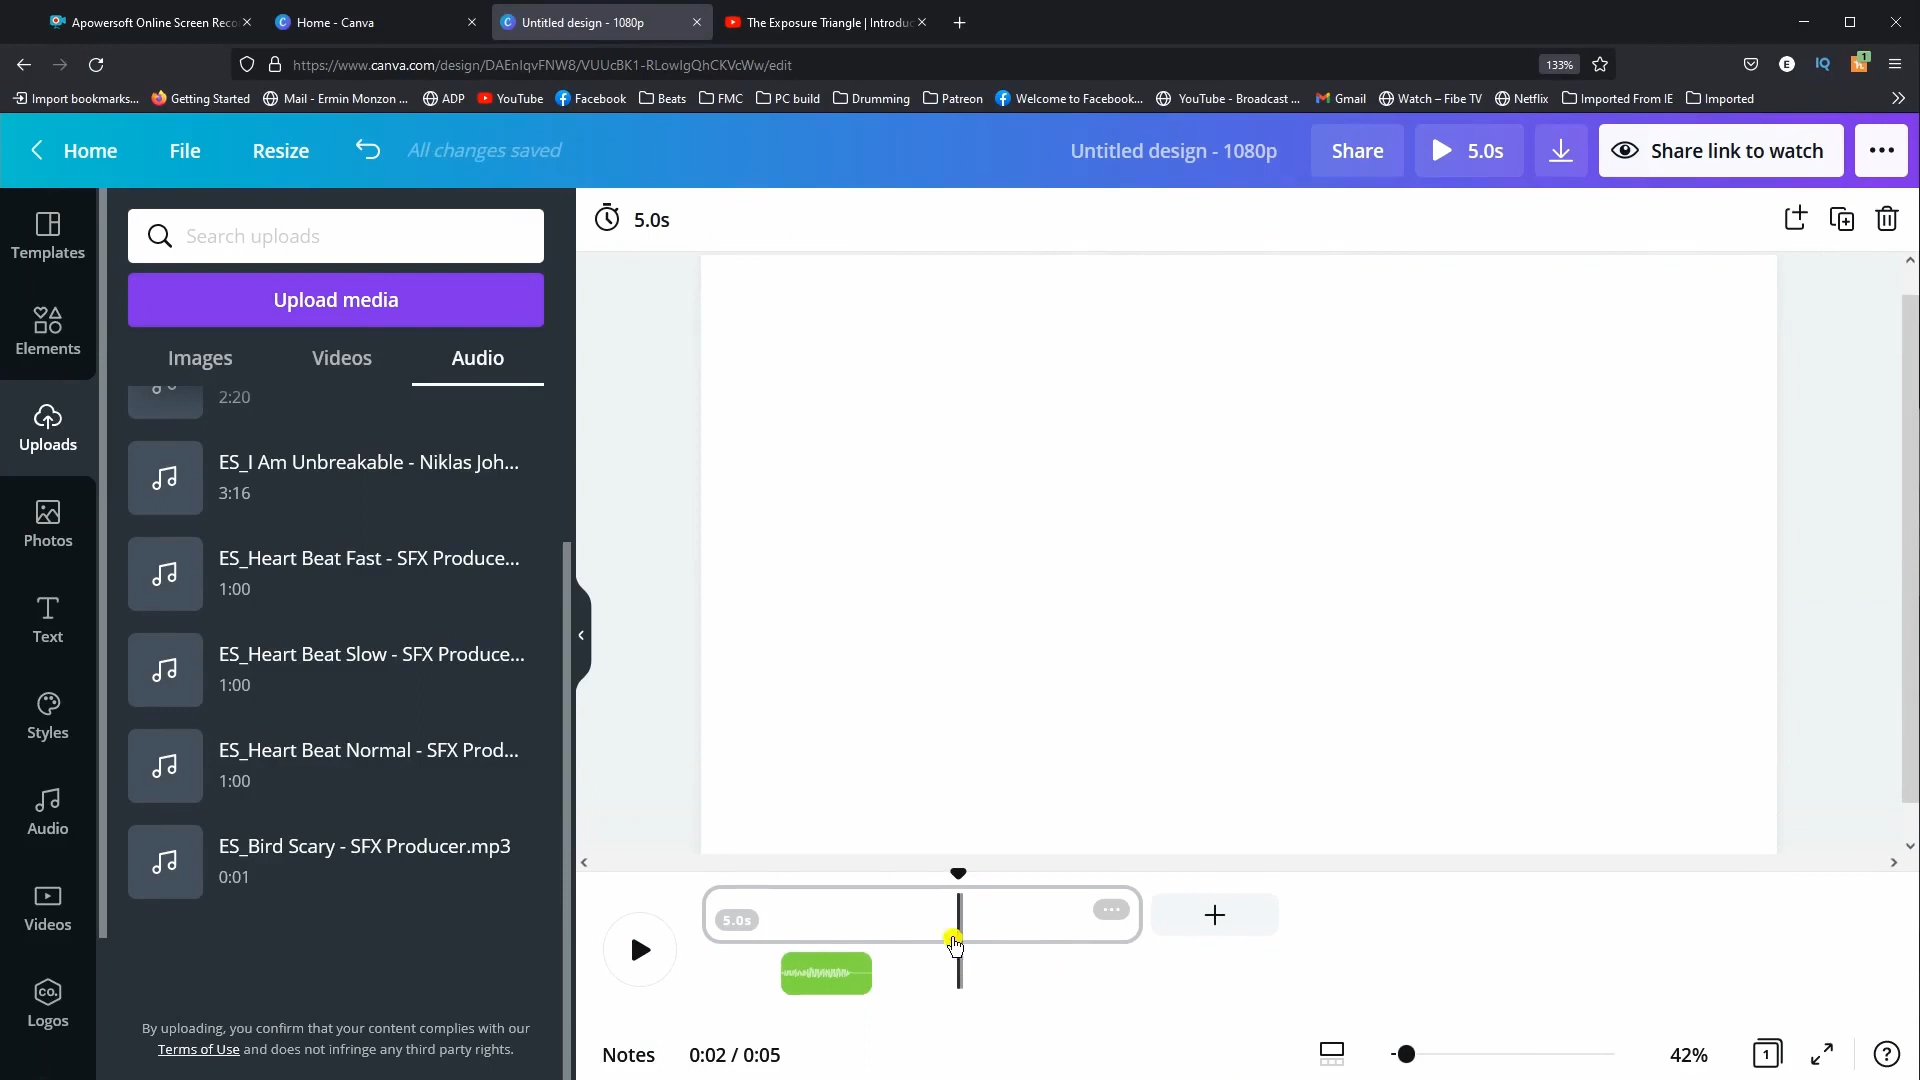 Apowersoft Online Screen Reco
Home - Canva
Untitled design - 1080p
The Exposure Triangle | Introduc
https://www.canva.com/design/DAEnIqvFNW8/VUUcBK1-RLowIgQhCKVcWw/edit
133%
E
IQ
1
Import bookmarks...
Getting Started
Mail - Ermin Monzon ...
ADP
YouTube
Facebook
Beats
FMC
PC build
Drumming
Patreon
Welcome to Facebook...
YouTube - Broadcast ...
Gmail
Watch – Fibe TV
Netflix
Imported From IE
Imported
Home
File
Resize
All changes saved
Untitled design - 1080p
Share
5.0s
Share link to watch
Templates
Elements
Uploads
Photos
Text
Styles
Audio
Videos
CO.
Logos
Search uploads
Upload media
Images
Videos
Audio
2:20
ES_I Am Unbreakable - Niklas Joh...
3:16
ES_Heart Beat Fast - SFX Produce...
1:00
ES_Heart Beat Slow - SFX Produce...
1:00
ES_Heart Beat Normal - SFX Prod...
1:00
ES_Bird Scary - SFX Producer.mp3
0:01
By uploading, you confirm that your content complies with our
Terms of Use and does not infringe any third party rights.
5.0s
5.0s
Notes
0:02 / 0:05
42%
1
?